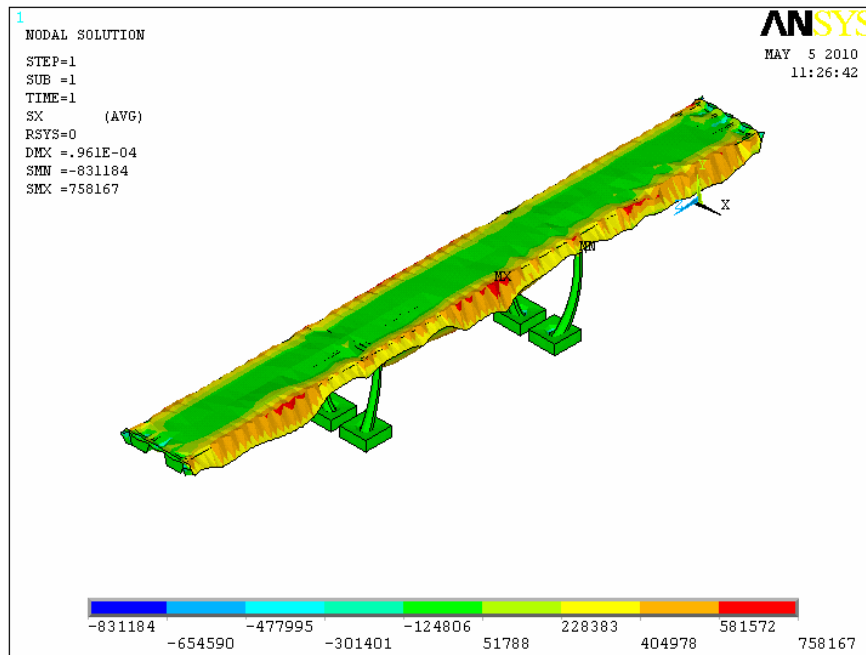 1
NODAL SOLUTION
STEP=1
SUB =1
TIME=1
SX (AVG)
RSYS=0
DMX =.961E-04
SMN =-831184
SMX =758167
ANSYS
MAY 5 2010
11:26:42
Y
X
MN
MX
-831184 -477995 -124806 228383 581572
-654590 -301401 51788 404978 758167